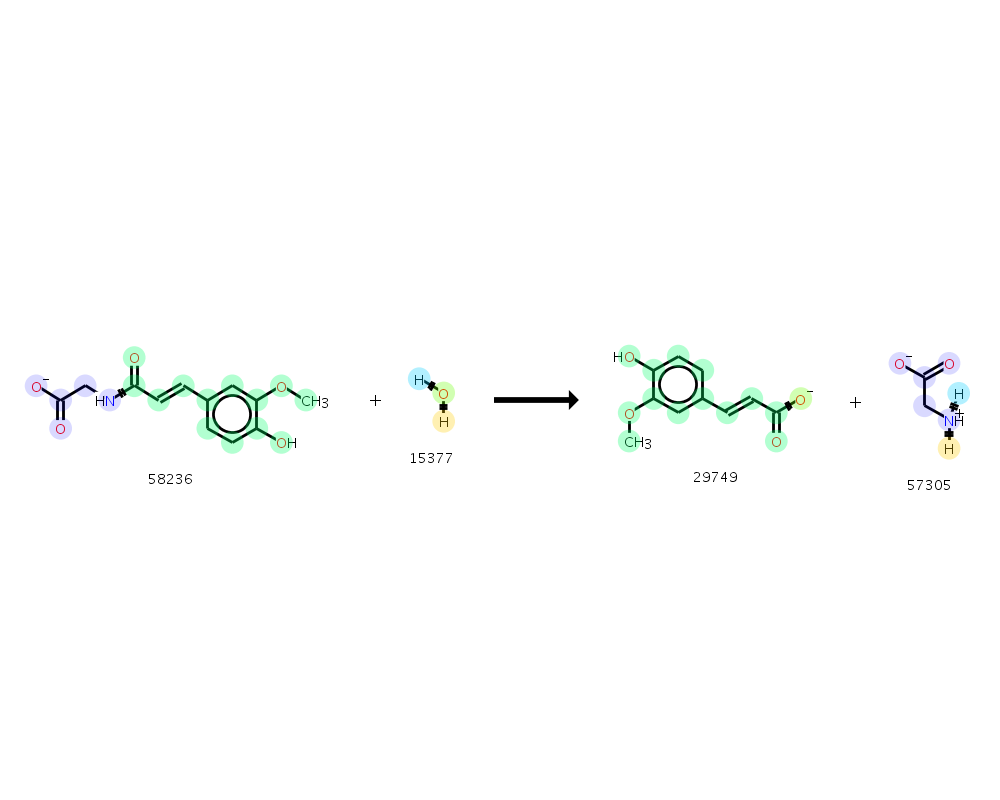 O⁻ O HN O O CH3 OH
58236
+
H O H
15377
HO O CH3 O⁻ O
29749
+
O⁻ O H NH⁺ H
57305